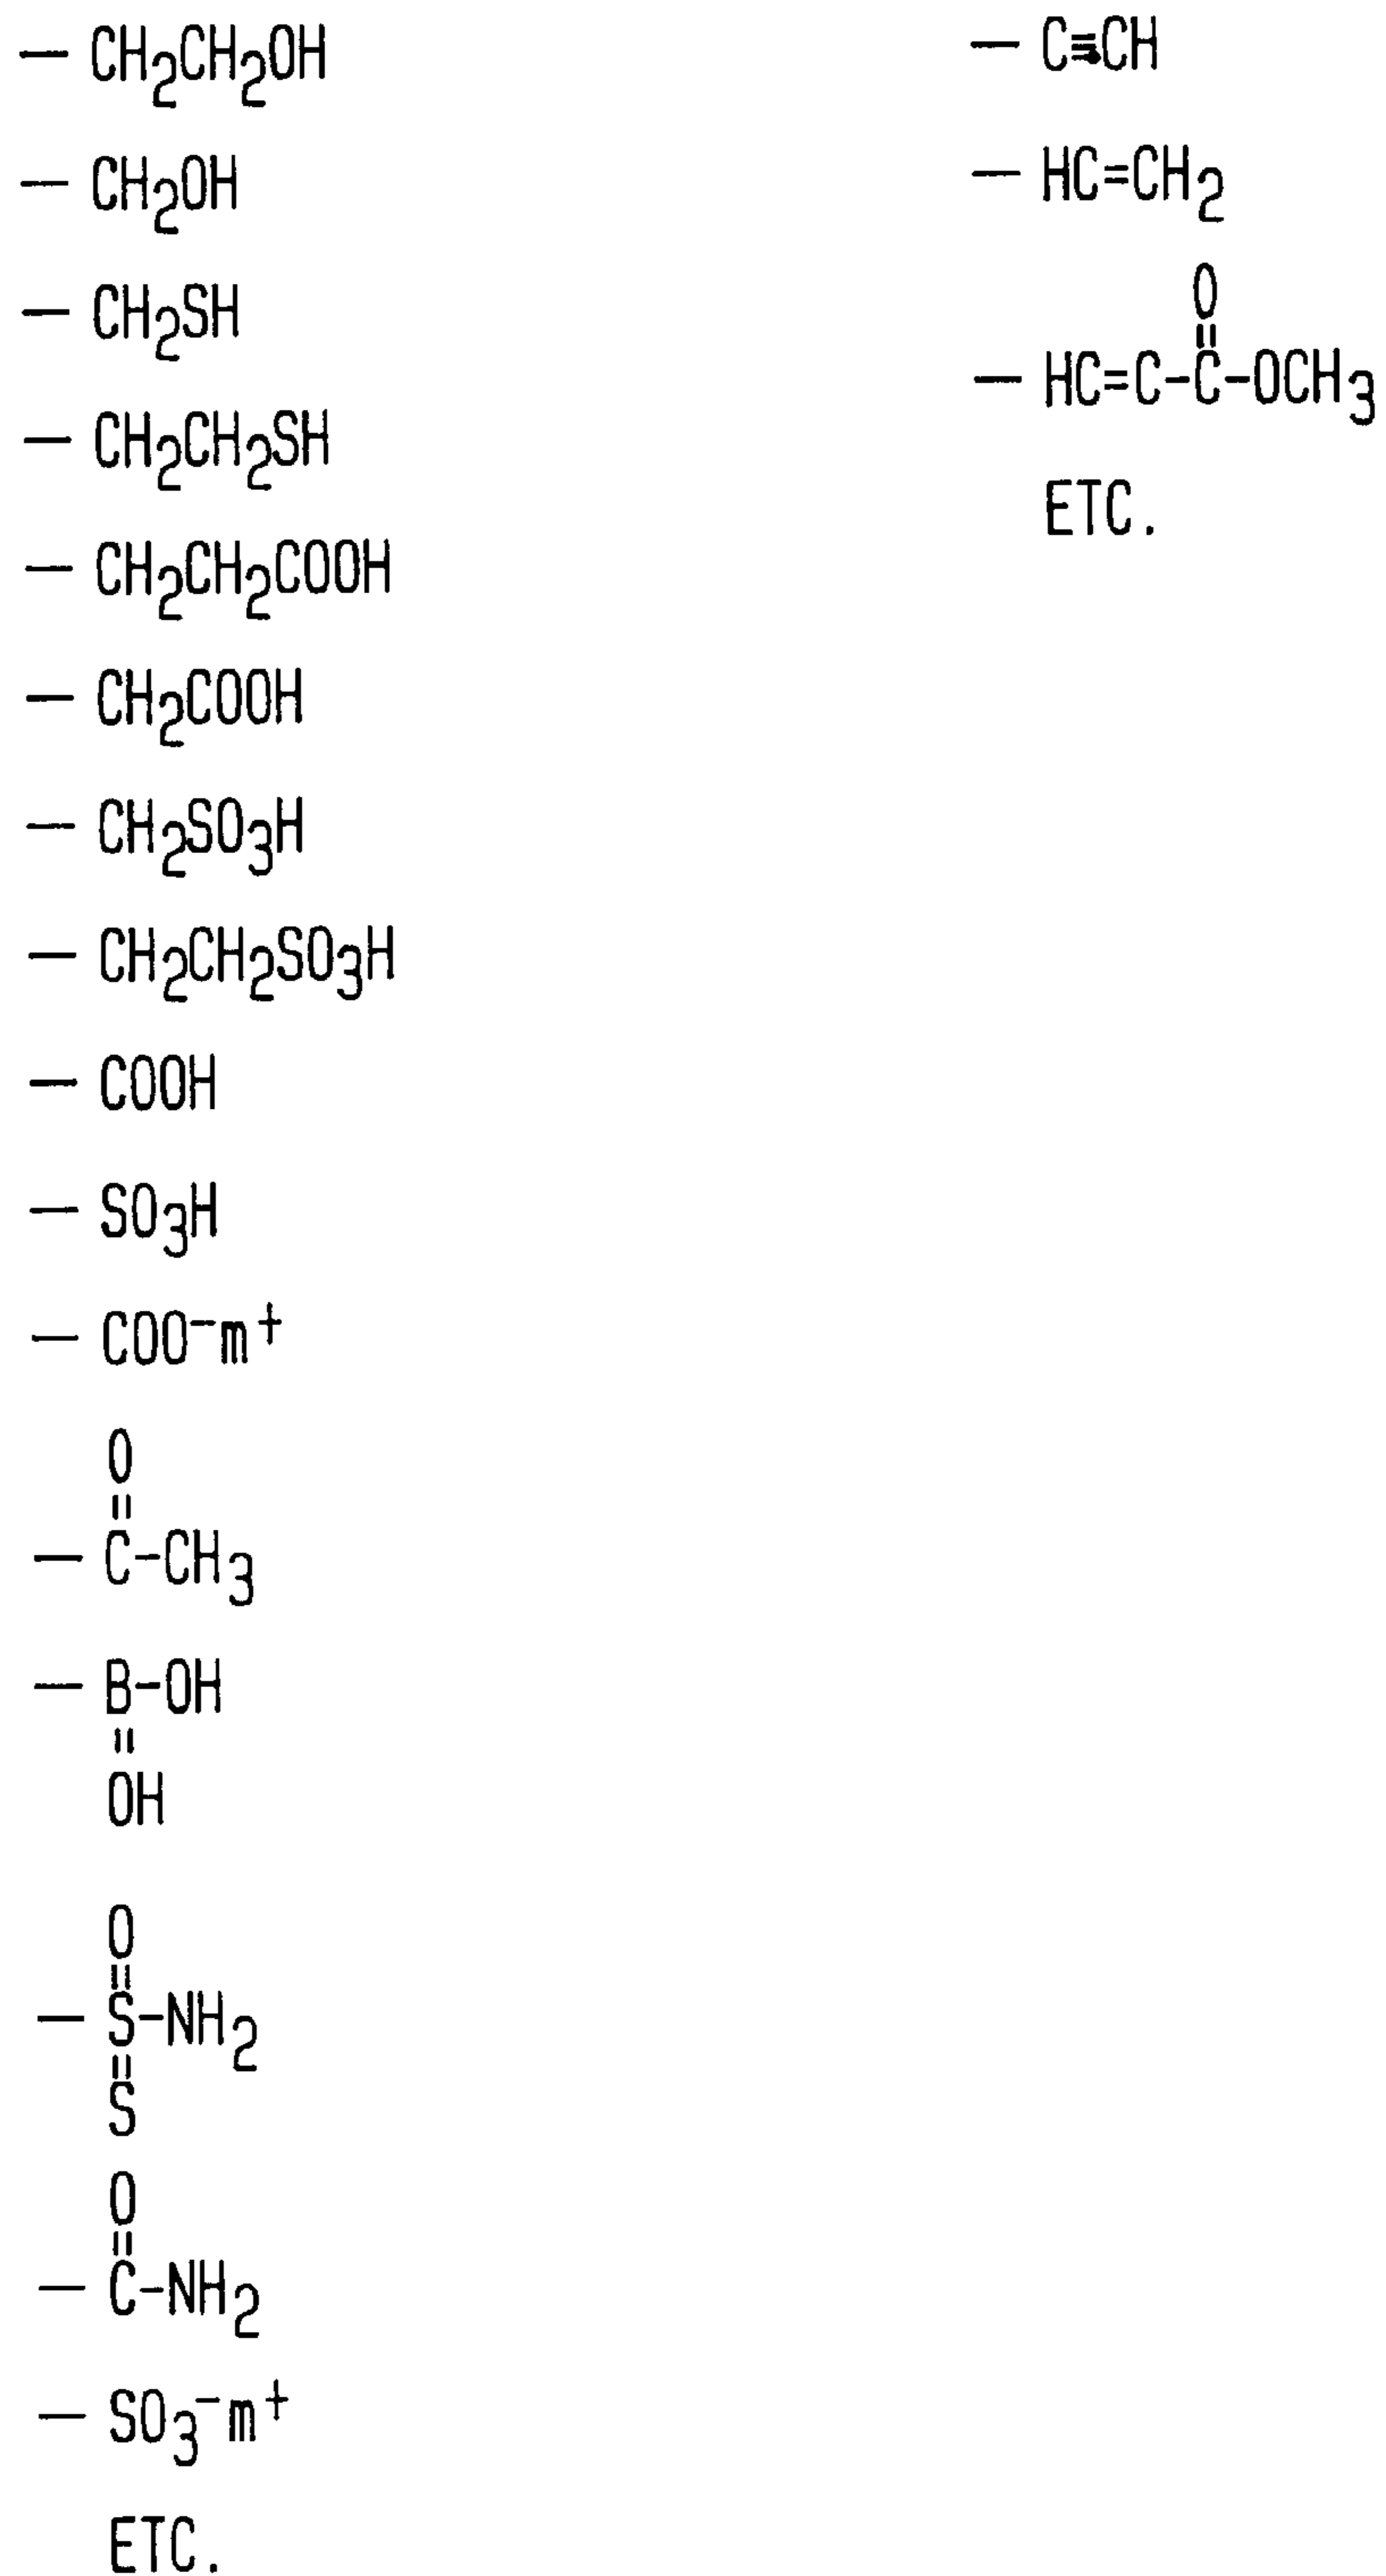 — CH₂CH₂OH
— CH₂OH
— CH₂SH
— CH₂CH₂SH
— CH₂CH₂COOH
— CH₂COOH
— CH₂SO₃H
— CH₂CH₂SO₃H
— COOH
— SO₃H
— COO⁻m⁺
O
=
— C-CH₃
— B-OH
=
OH
O
=
— S-NH₂
=
S
O
=
— C-NH₂
— SO₃⁻m⁺
ETC.
— C≡CH
— HC=CH₂
O
=
— HC=C-C-OCH₃
ETC.